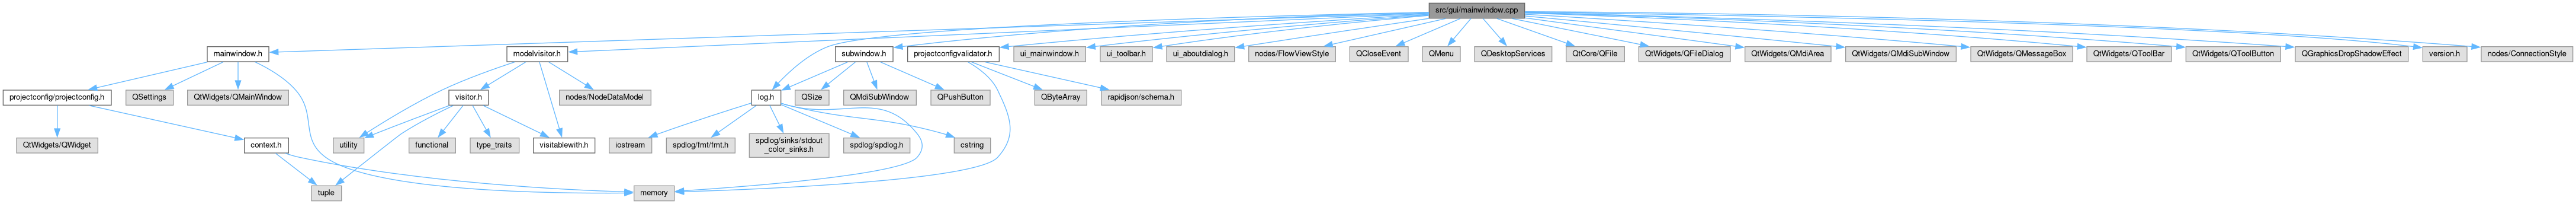 src/gui/mainwindow.cpp
mainwindow.h
modelvisitor.h
subwindow.h
projectconfigvalidator.h
ui_mainwindow.h
ui_toolbar.h
ui_aboutdialog.h
nodes/FlowViewStyle
QCloseEvent
QMenu
QDesktopServices
QtCore/QFile
QtWidgets/QFileDialog
QtWidgets/QMdiArea
QtWidgets/QMdiSubWindow
QtWidgets/QMessageBox
QtWidgets/QToolBar
QtWidgets/QToolButton
QGraphicsDropShadowEffect
version.h
nodes/ConnectionStyle
projectconfig/projectconfig.h
QSettings
QtWidgets/QMainWindow
visitor.h
nodes/NodeDataModel
log.h
QSize
QMdiSubWindow
QPushButton
QByteArray
rapidjson/schema.h
QtWidgets/QWidget
context.h
utility
functional
type_traits
visitablewith.h
iostream
spdlog/fmt/fmt.h
spdlog/sinks/stdout
_color_sinks.h
spdlog/spdlog.h
cstring
tuple
memory